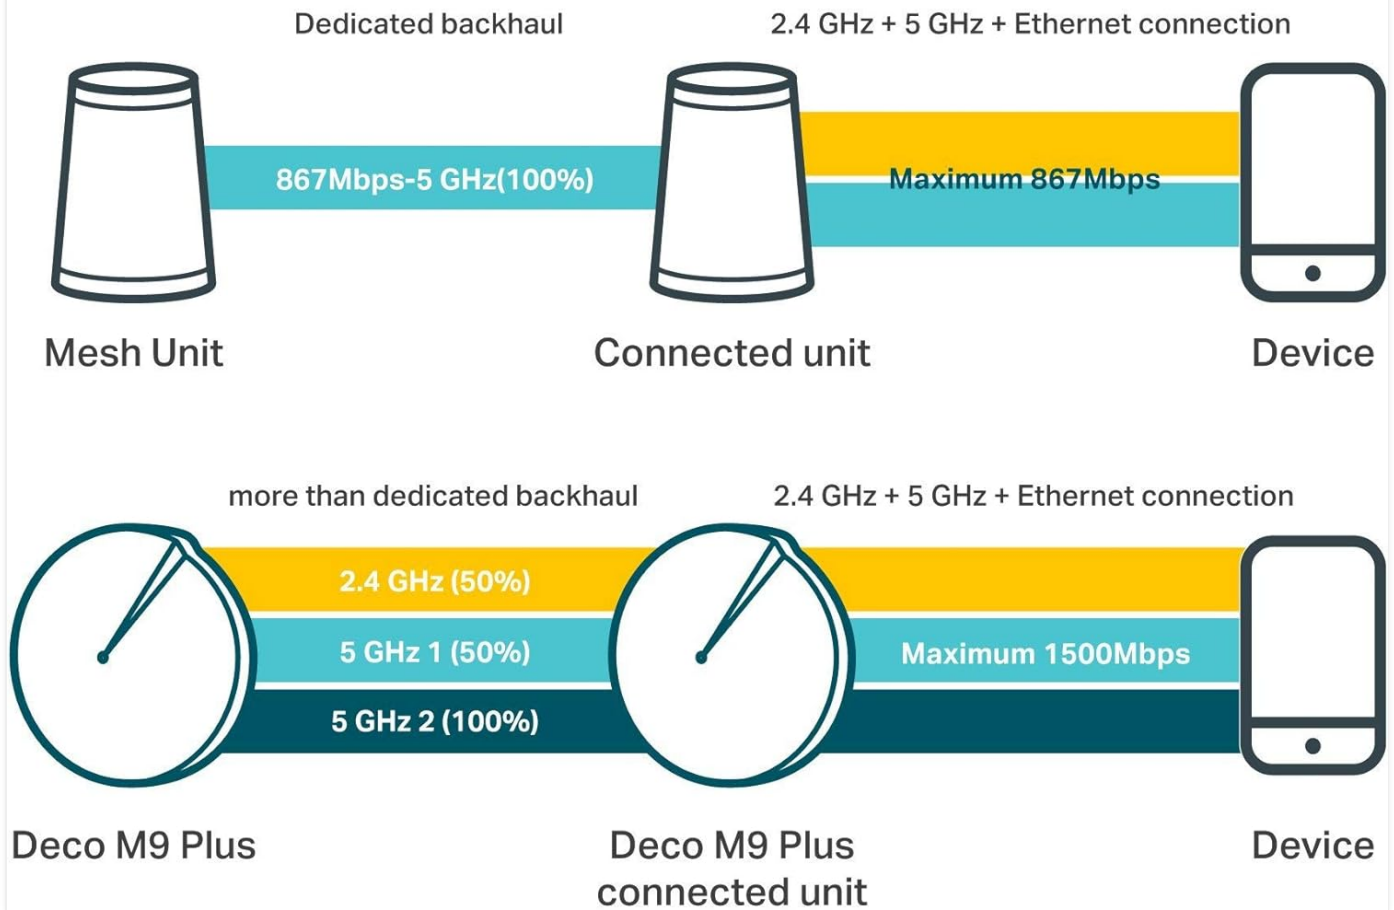 Dedicated backhaul
2.4 GHz + 5 GHz + Ethernet connection
867Mbps-5 GHz(100%)
Maximum 867Mbps
Mesh Unit
Connected unit
Device
more than dedicated backhaul
2.4 GHz + 5 GHz + Ethernet connection
2.4 GHz (50%)
5 GHz 1 (50%)
Maximum 1500Mbps
5 GHz 2 (100%)
Deco M9 Plus
Deco M9 Plus
connected unit
Device